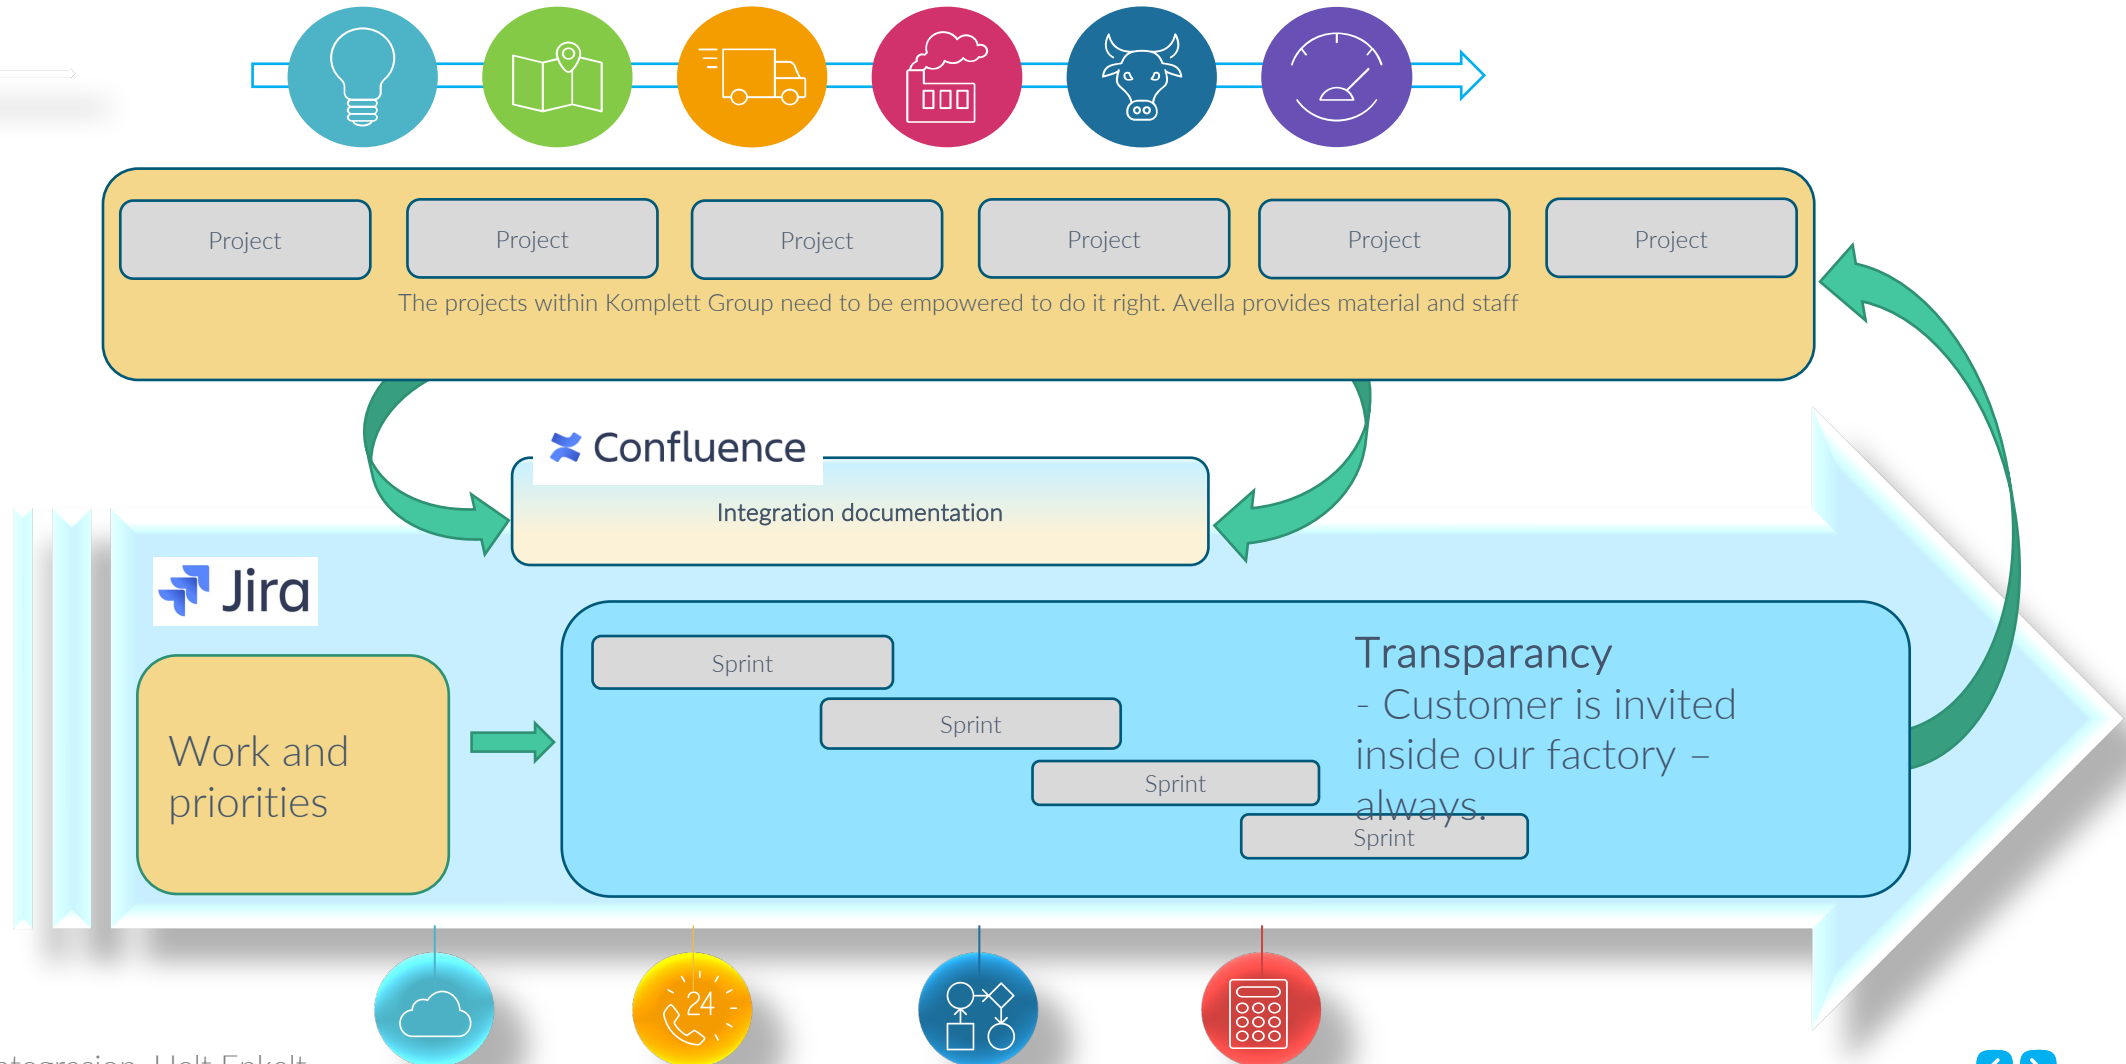 Project
Project
Project
Project
Project
Project
The projects within Komplett Group need to be empowered to do it right. Avella provides material and staff
Confluence
Integration documentation
Jira
Work and
priorities
Sprint
Sprint
Sprint
Sprint
Transparancy
- Customer is invited
inside our factory –
always.
24
Helt Enkelt